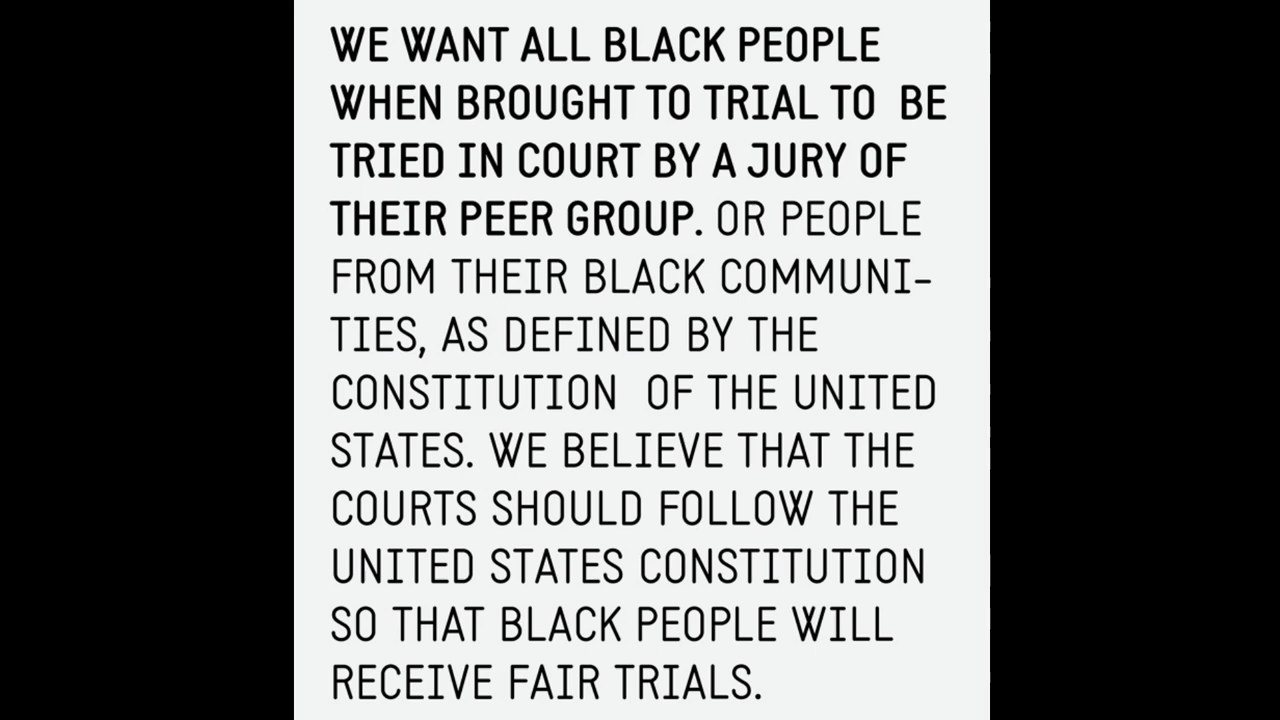 WE WANT ALL BLACK PEOPLE
WHEN BROUGHT TO TRIAL TO BE
TRIED IN COURT BY A JURY OF
THEIR PEER GROUP. OR PEOPLE
FROM THEIR BLACK COMMUNI-
TIES, AS DEFINED BY THE
CONSTITUTION OF THE UNITED
STATES. WE BELIEVE THAT THE
COURTS SHOULD FOLLOW THE
UNITED STATES CONSTITUTION
SO THAT BLACK PEOPLE WILL
RECEIVE FAIR TRIALS.